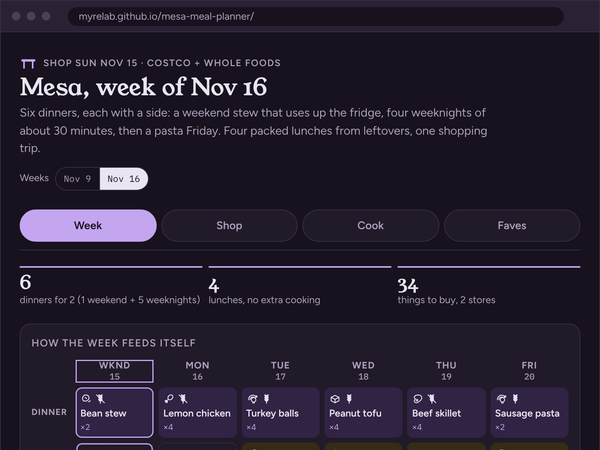 myrelab.github.io/mesa-meal-planner/
SHOP SUN NOV 15 · COSTCO + WHOLE FOODS
Mesa, week of Nov 16
Six dinners, each with a side: a weekend stew that uses up the fridge, four weeknights of
about 30 minutes, then a pasta Friday. Four packed lunches from leftovers, one shopping
trip.
Weeks Nov 9 Nov 16
Week Shop Cook Faves
6 4 34
dinners for 2 (1 weekend + 5 weeknights) lunches, no extra cooking things to buy, 2 stores
HOW THE WEEK FEEDS ITSELF
WKND MON TUE WED THU FRI
15 16 17 18 19 20
DINNER Bean stew Lemon chicken Turkey balls Peanut tofu Beef skillet Sausage pasta
×2 ×4 ×4 ×4 ×4 ×2